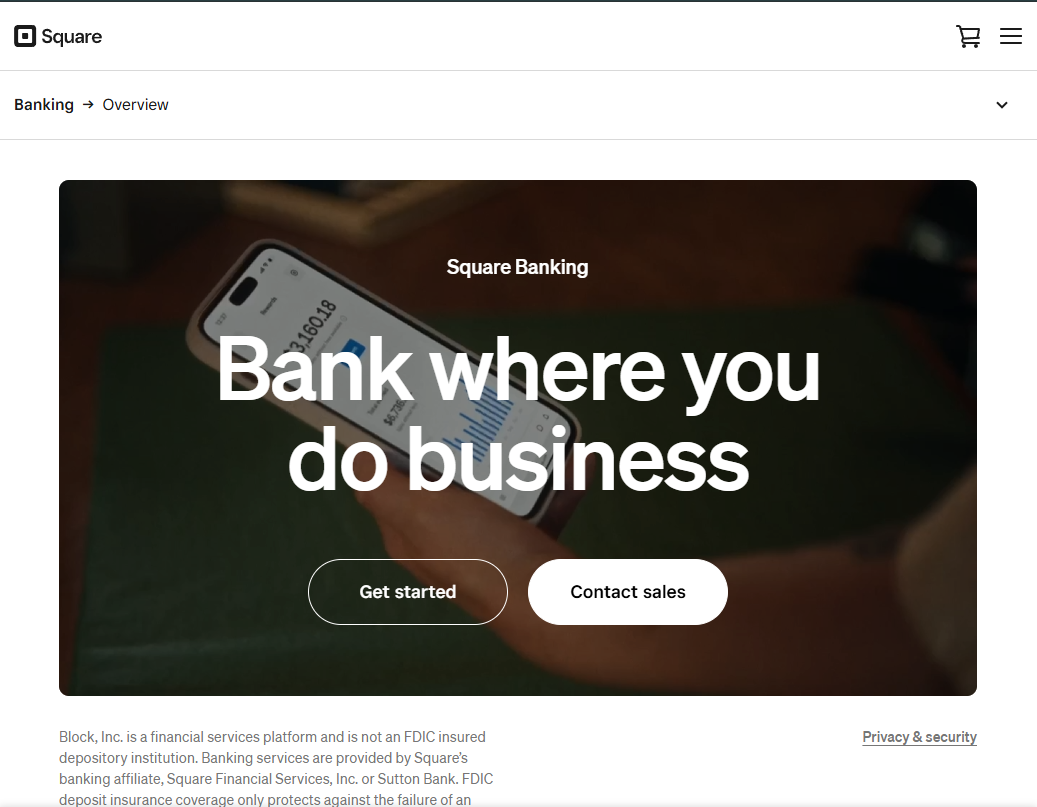 Square
Banking → Overview
Square Banking
Bank where you
do business
Get started
Contact sales
Block, Inc. is a financial services platform and is not an FDIC insured
depository institution. Banking services are provided by Square’s
banking affiliate, Square Financial Services, Inc. or Sutton Bank. FDIC
deposit insurance coverage only protects against the failure of an
Privacy & security